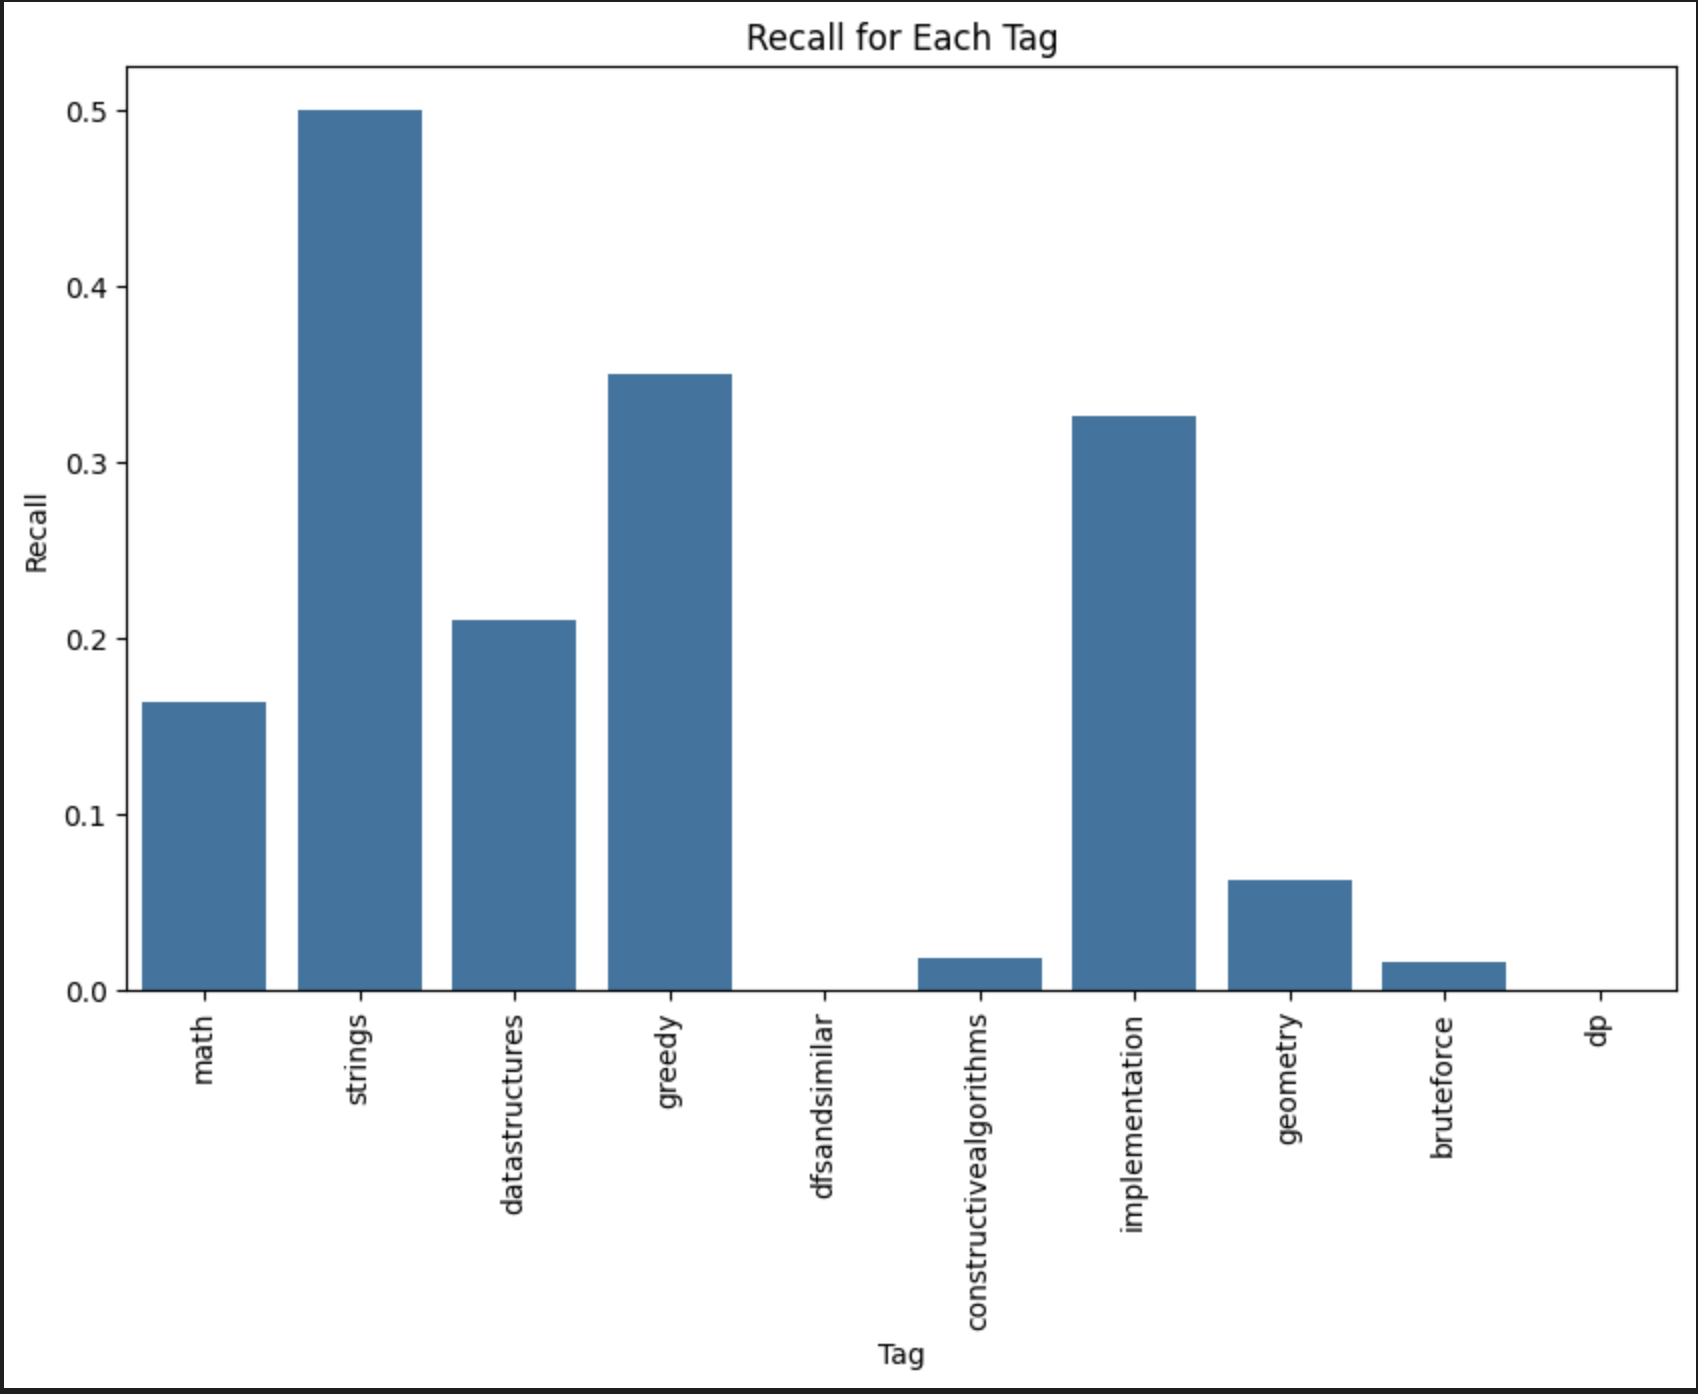 Recall for Each Tag
Recall
0.5
0.4
0.3
0.2
0.1
0.0
math
strings
datastructures
greedy
dfsandsimilar
constructivealgorithms
implementation
geometry
bruteforce
dp
Tag